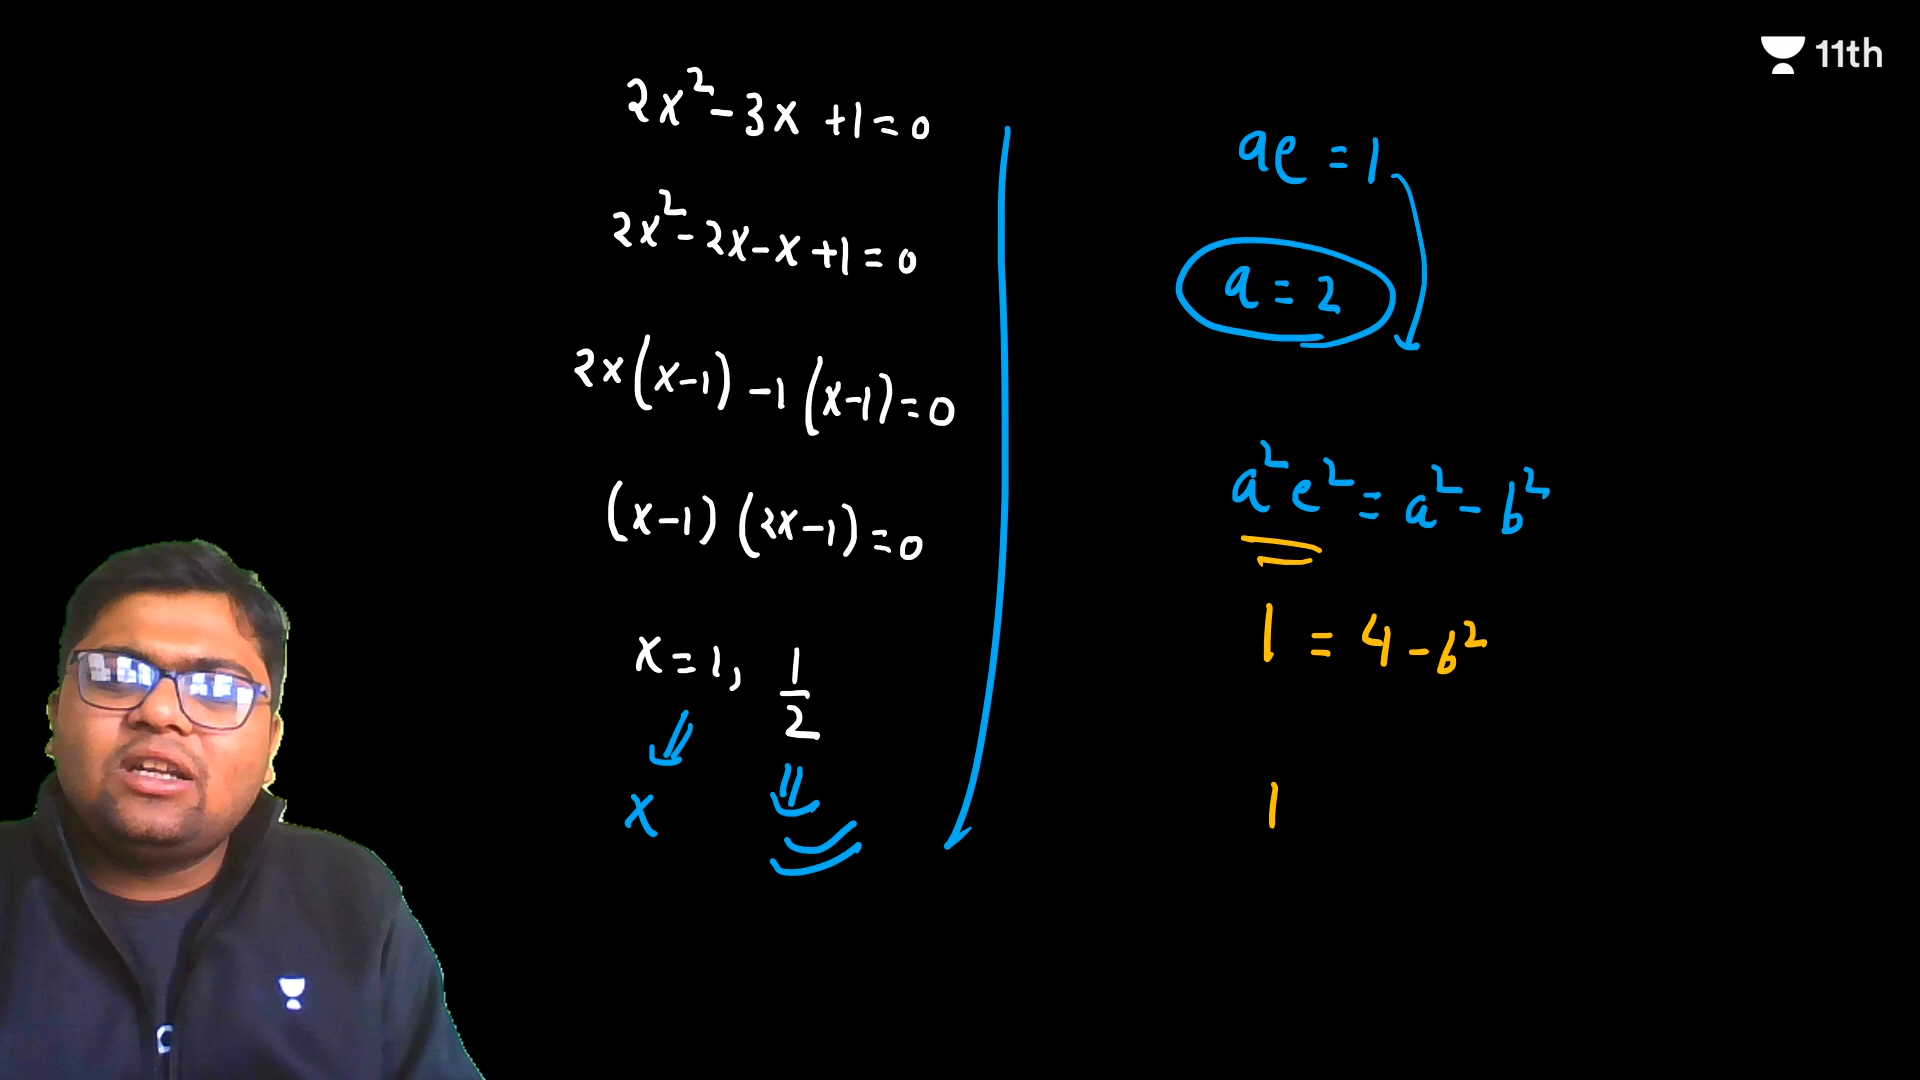 2x² - 3x + 1 = 0
2x² - 2x - x + 1 = 0
2x(x-1) - 1(x-1) = 0
(x-1)(2x-1) = 0
x = 1, 1/2
x
ae = 1
a = 2
a²e² = a² - b²
1 = 4 - b²
1
11th